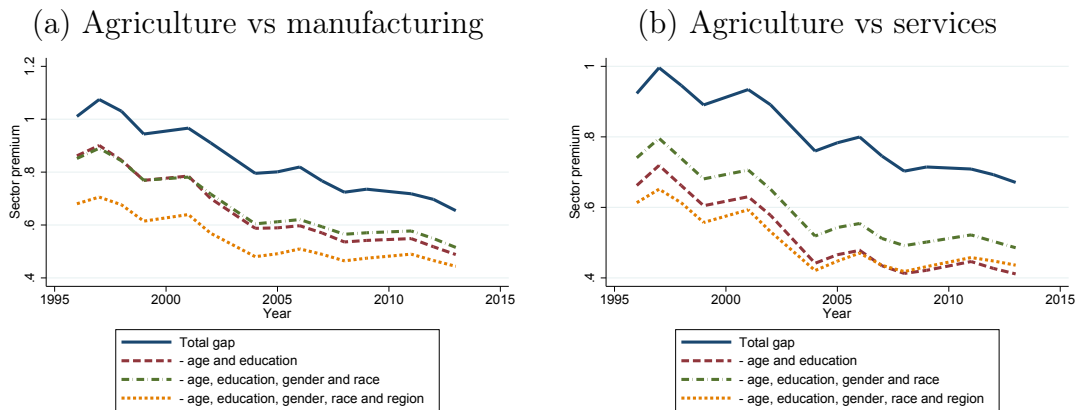 (a) Agriculture vs manufacturing
Sector premium
1.2
1
.8
.6
.4
1995 2000 2005 2010 2015
Year
Total gap
- age and education
- age, education, gender and race
- age, education, gender, race and region
(b) Agriculture vs services
Sector premium
1
.8
.6
.4
1995 2000 2005 2010 2015
Year
Total gap
- age and education
- age, education, gender and race
- age, education, gender, race and region